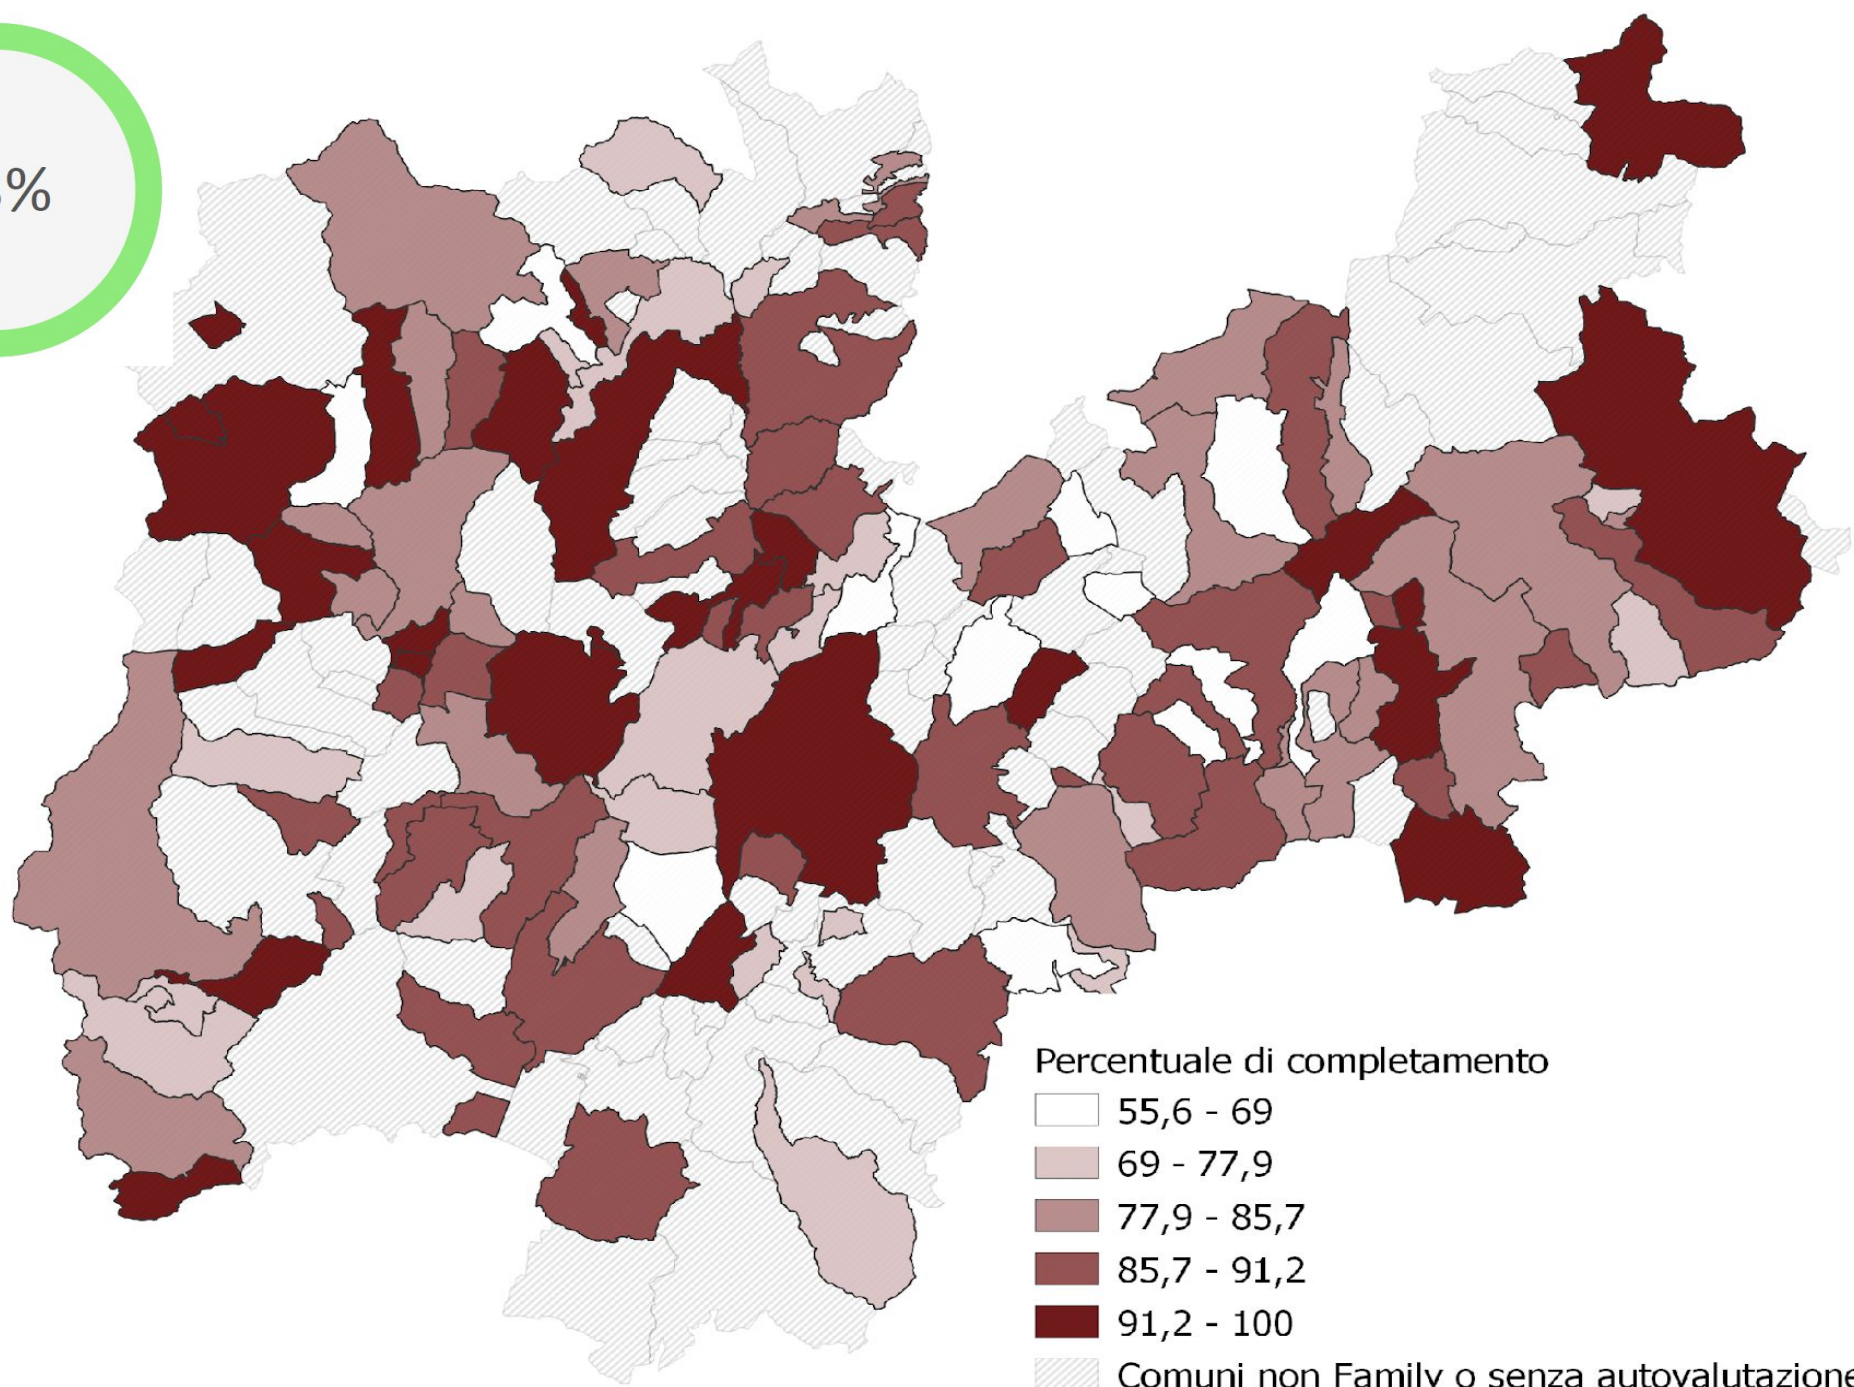 %
Percentuale di completamento
55,6 - 69
69 - 77,9
77,9 - 85,7
85,7 - 91,2
91,2 - 100
Comuni non Family o senza autovalutazione